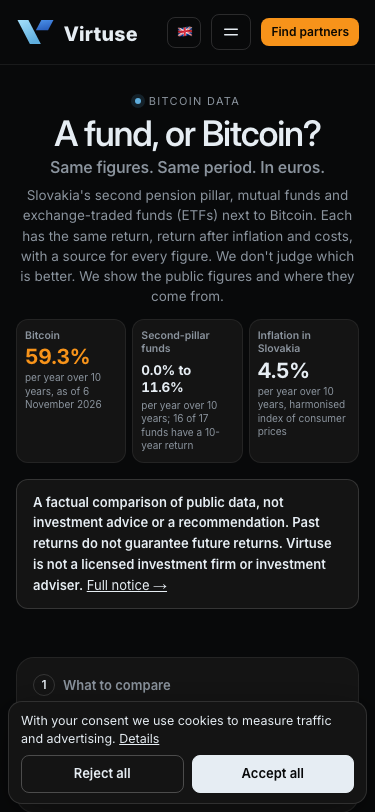 Virtuse
Find partners
BITCOIN DATA
A fund, or Bitcoin?
Same figures. Same period. In euros.
Slovakia's second pension pillar, mutual funds and
exchange-traded funds (ETFs) next to Bitcoin. Each
has the same return, return after inflation and costs,
with a source for every figure. We don't judge which
is better. We show the public figures and where they
come from.
Bitcoin
59.3%
per year over 10
years, as of 6
November 2026
Second-pillar
funds
0.0% to
11.6%
per year over 10
years; 16 of 17
funds have a 10-
year return
Inflation in
Slovakia
4.5%
per year over 10
years, harmonised
index of consumer
prices
A factual comparison of public data, not
investment advice or a recommendation. Past
returns do not guarantee future returns. Virtuse
is not a licensed investment firm or investment
adviser. Full notice →
1 What to compare
With your consent we use cookies to measure traffic
and advertising. Details
Reject all
Accept all